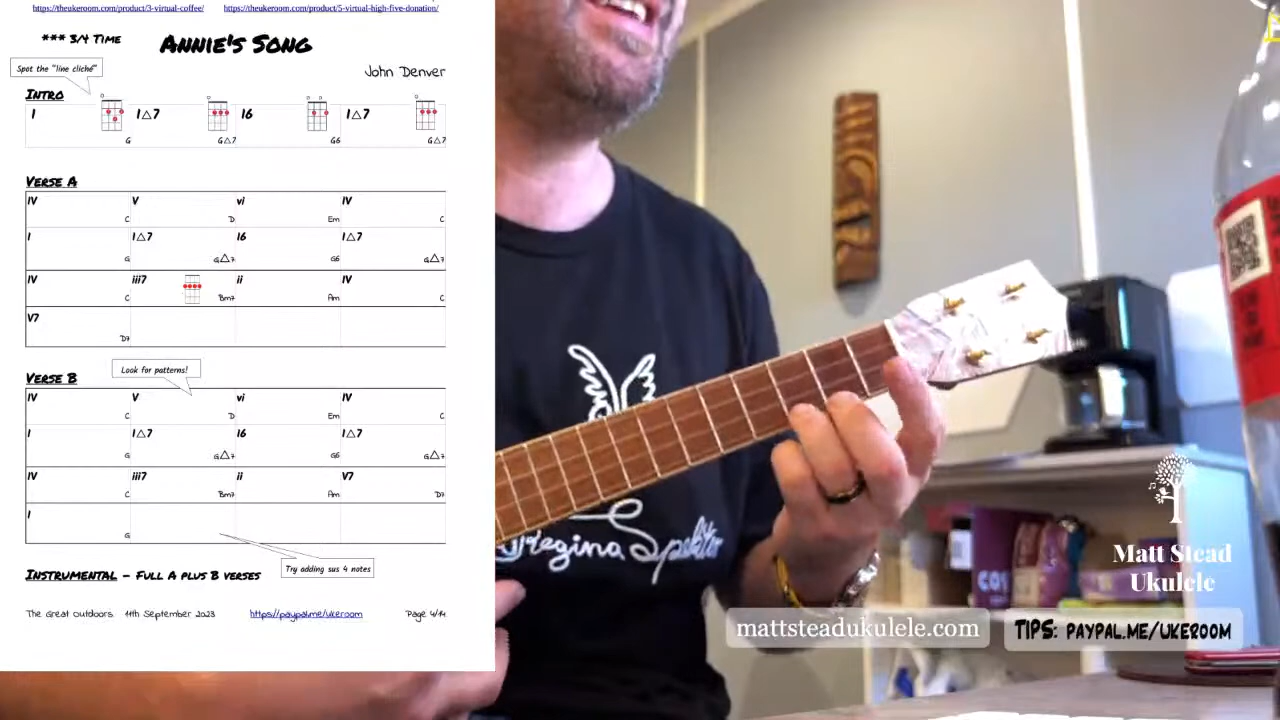 https://theukeroom.com/product/3-virtual-coffee/ https://theukeroom.com/product/5-virtual-high-five-donation/
*** 3/4 Time
Annie's Song
Spot the "line cliché"
John Denver
Intro
I I△7 I6 I△7
G G△7 G6 G△7
Verse A
IV V vi IV
C D Em C
I I△7 I6 I△7
G G△7 G6 G△7
IV iii7 ii IV
C Bm7 Am C
V7
D7
Look for patterns!
Verse B
IV V vi IV
C D Em C
I I△7 I6 I△7
G G△7 G6 G△7
IV iii7 ii V7
C Bm7 Am D7
I
G
Try adding sus 4 notes
Instrumental – Full A plus B verses
The Great Outdoors 11th September 2023 https://paypal.me/ukeroom Page 4/14
Regina Spektor
Matt Stead
Ukulele
mattsteadukulele.com
TIPS: PAYPAL.ME/UKEROOM